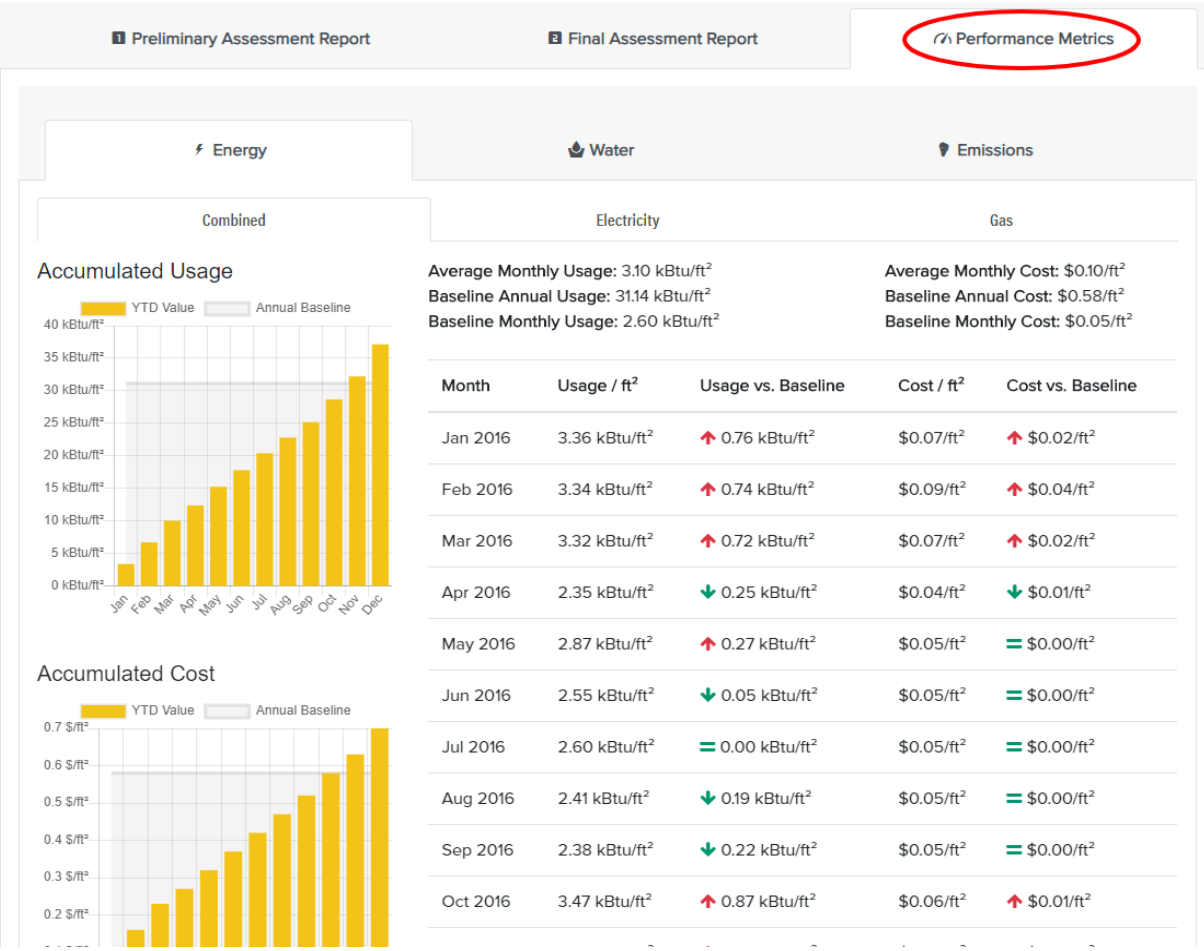 1 Preliminary Assessment Report
2 Final Assessment Report
Performance Metrics
Energy
Water
Emissions
Combined
Electricity
Gas
Accumulated Usage
YTD Value Annual Baseline
40 kBtu/ft²
35 kBtu/ft²
30 kBtu/ft²
25 kBtu/ft²
20 kBtu/ft²
15 kBtu/ft²
10 kBtu/ft²
5 kBtu/ft²
0 kBtu/ft²
Jan Feb Mar Apr May Jun Jul Aug Sep Oct Nov Dec
Accumulated Cost
YTD Value Annual Baseline
0.7 $/ft²
0.6 $/ft²
0.5 $/ft²
0.4 $/ft²
0.3 $/ft²
0.2 $/ft²
Average Monthly Usage: 3.10 kBtu/ft²
Baseline Annual Usage: 31.14 kBtu/ft²
Baseline Monthly Usage: 2.60 kBtu/ft²
Average Monthly Cost: $0.10/ft²
Baseline Annual Cost: $0.58/ft²
Baseline Monthly Cost: $0.05/ft²
Month Usage / ft² Usage vs. Baseline Cost / ft² Cost vs. Baseline
Jan 2016 3.36 kBtu/ft² ↑ 0.76 kBtu/ft² $0.07/ft² ↑ $0.02/ft²
Feb 2016 3.34 kBtu/ft² ↑ 0.74 kBtu/ft² $0.09/ft² ↑ $0.04/ft²
Mar 2016 3.32 kBtu/ft² ↑ 0.72 kBtu/ft² $0.07/ft² ↑ $0.02/ft²
Apr 2016 2.35 kBtu/ft² ↓ 0.25 kBtu/ft² $0.04/ft² ↓ $0.01/ft²
May 2016 2.87 kBtu/ft² ↑ 0.27 kBtu/ft² $0.05/ft² = $0.00/ft²
Jun 2016 2.55 kBtu/ft² ↓ 0.05 kBtu/ft² $0.05/ft² = $0.00/ft²
Jul 2016 2.60 kBtu/ft² = 0.00 kBtu/ft² $0.05/ft² = $0.00/ft²
Aug 2016 2.41 kBtu/ft² ↓ 0.19 kBtu/ft² $0.05/ft² = $0.00/ft²
Sep 2016 2.38 kBtu/ft² ↓ 0.22 kBtu/ft² $0.05/ft² = $0.00/ft²
Oct 2016 3.47 kBtu/ft² ↑ 0.87 kBtu/ft² $0.06/ft² ↑ $0.01/ft²